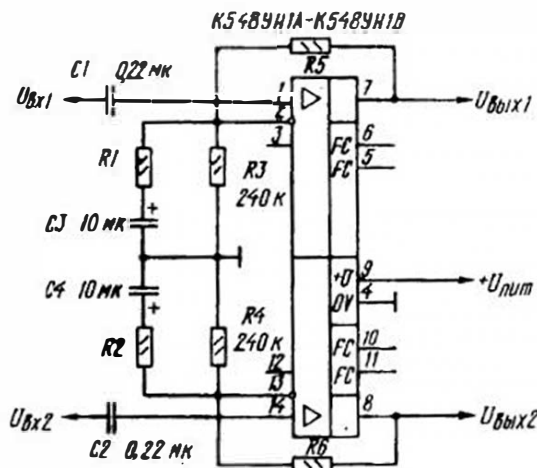 К548УН1А-К548УН1В
R5
C1 0,22 мк
Uвх1
1
7
Uвых1
2
3
6
FC
5
FC
R1
R3
240 к
C3 10 мк
+
+
C4 10 мк
9
+U
+Uпит
4
0V
R4
240 к
R2
10
FC
12
11
FC
13
14
8
Uвх2
Uвых2
C2 0,22 мк
R6